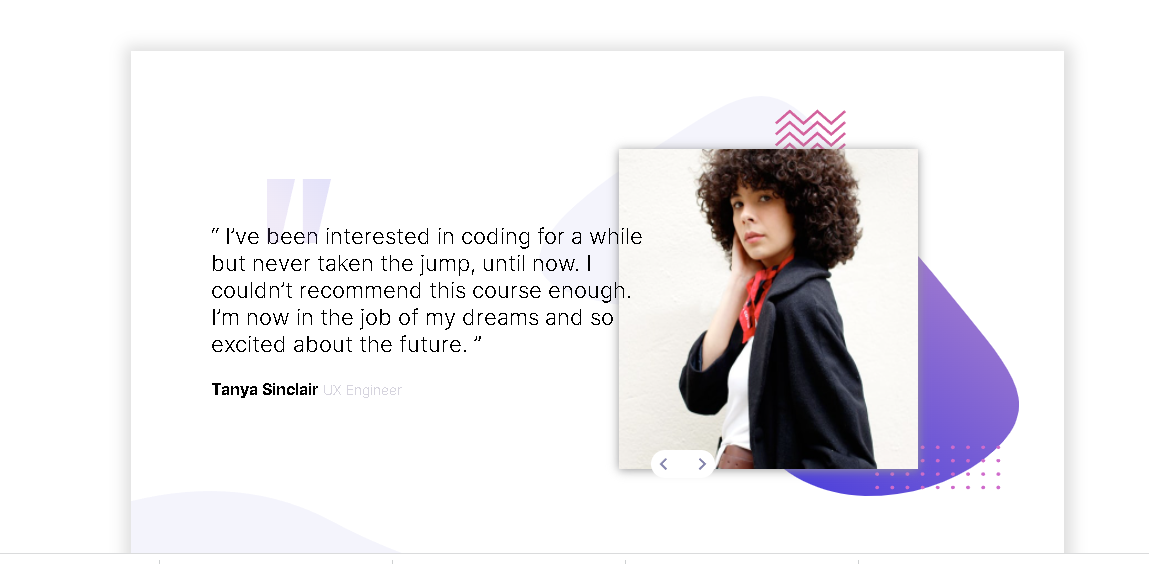 “ I’ve been interested in coding for a while
but never taken the jump, until now. I
couldn’t recommend this course enough.
I’m now in the job of my dreams and so
excited about the future. ”
Tanya Sinclair UX Engineer